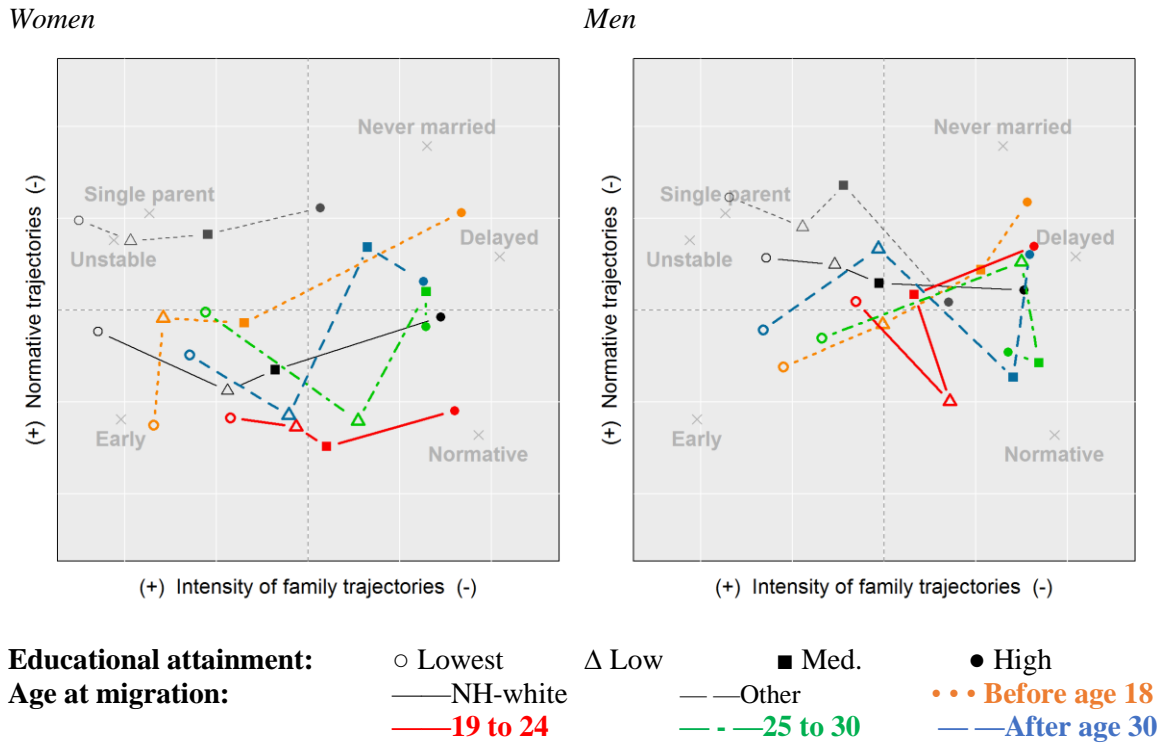 Women Men
Never married Never married
Single parent Single parent
Delayed Delayed
Unstable Unstable
Early Early
Normative Normative
(+) Normative trajectories (-) (+) Normative trajectories (-)
(+) Intensity of family trajectories (-) (+) Intensity of family trajectories (-)
Educational attainment: ○ Lowest Δ Low ■ Med. ● High
Age at migration: ——NH-white — —Other • • • Before age 18
——19 to 24 — - —25 to 30 — —After age 30